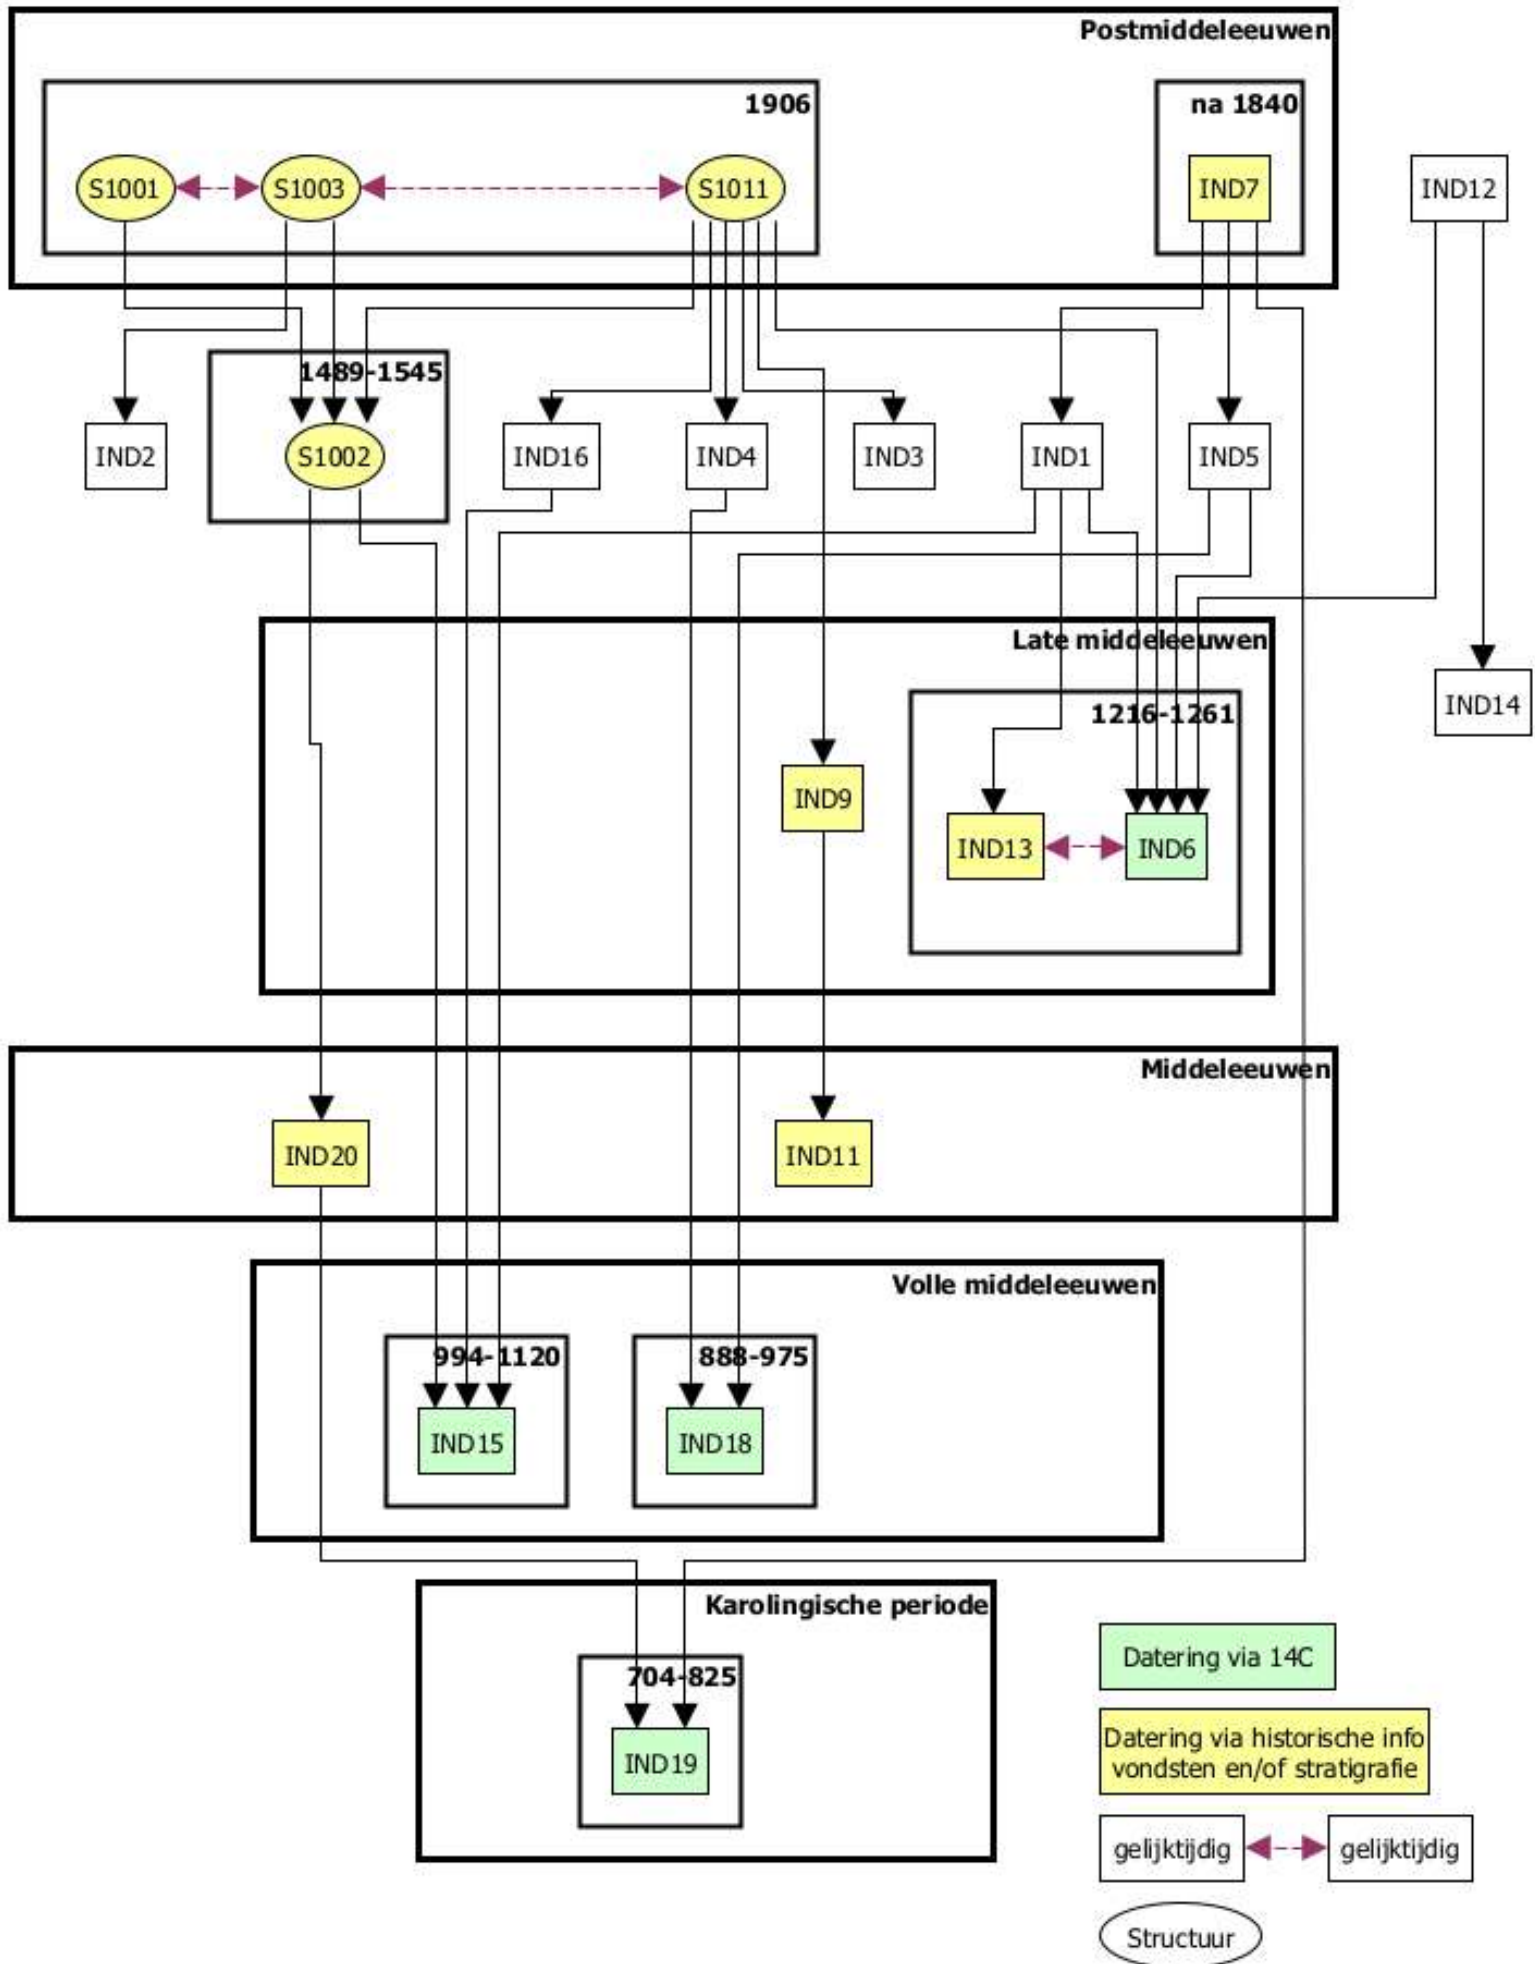 Postmiddeleeuwen
1906
na 1840
S1001
S1003
S1011
IND7
IND12
1489-1545
IND2
S1002
IND16
IND4
IND3
IND1
IND5
Late middeleeuwen
IND14
1216-1261
IND9
IND13
IND6
Middeleeuwen
IND20
IND11
Volle middeleeuwen
994-1120
888-975
IND15
IND18
Karolingische periode
704-825
IND19
Datering via 14C
Datering via historische info
vondsten en/of stratigrafie
gelijktijdig
gelijktijdig
Structuur